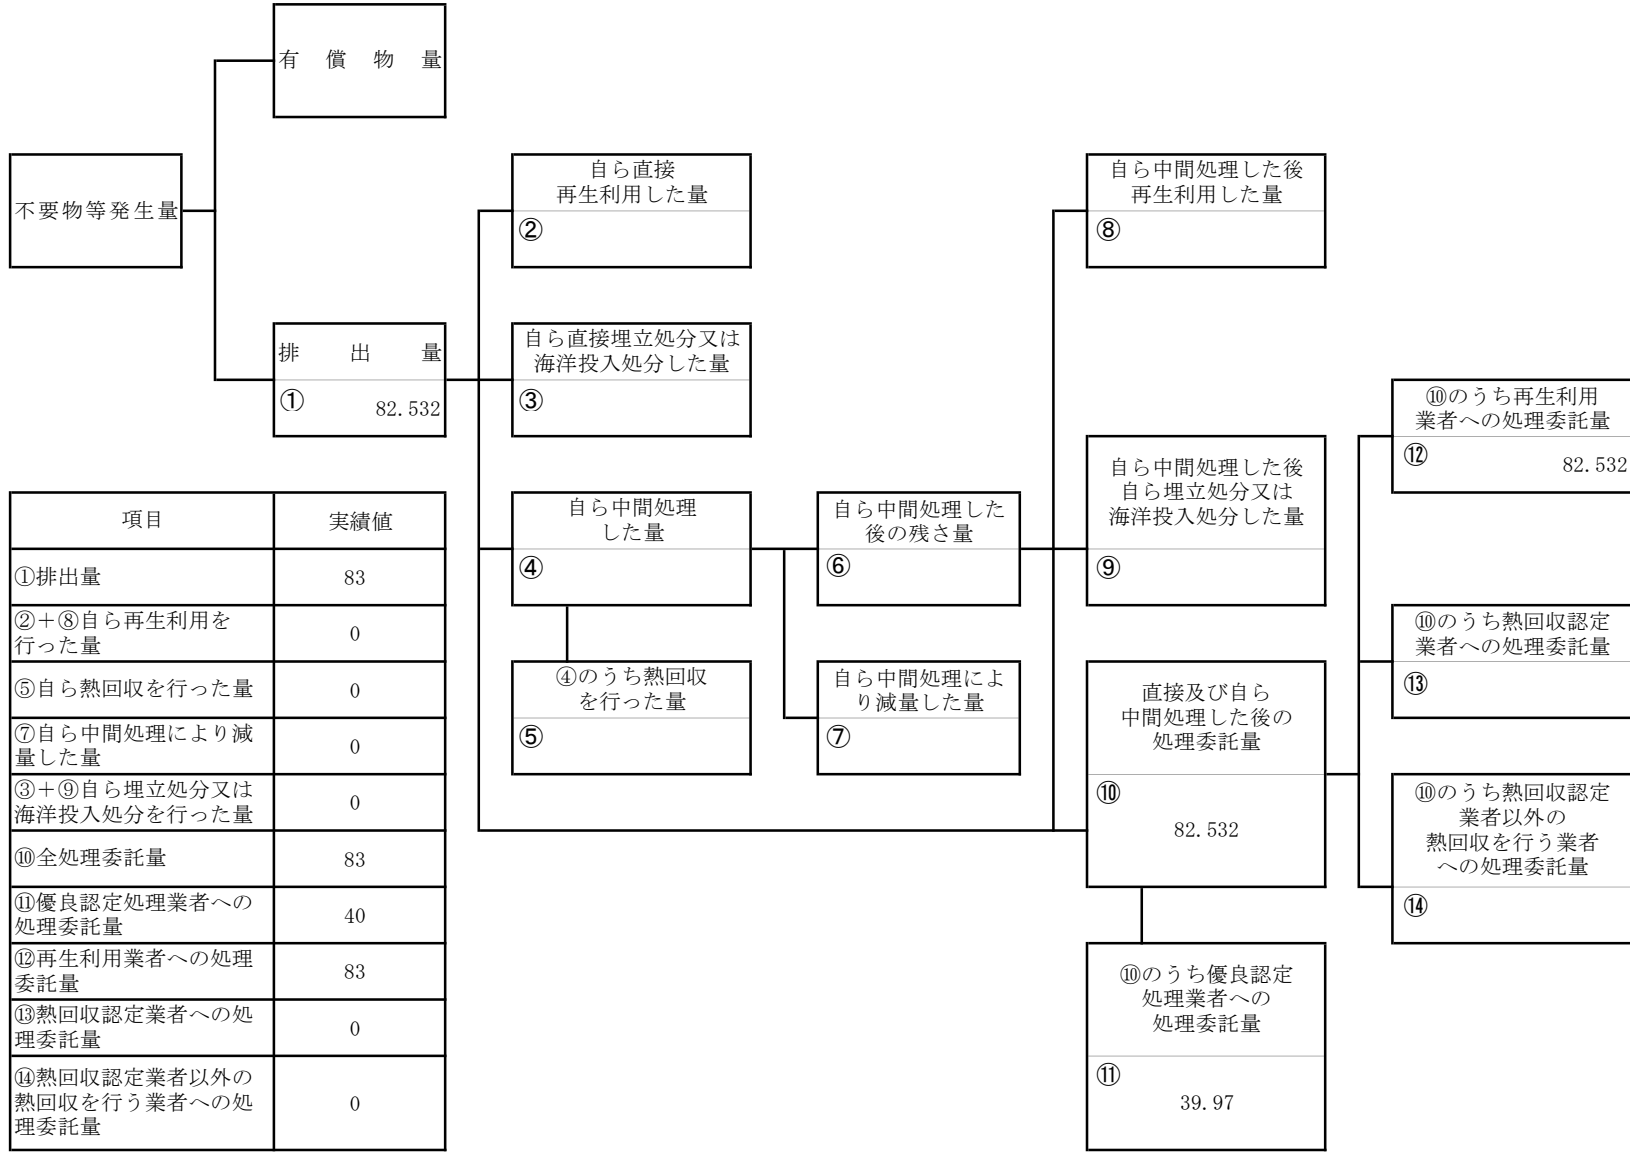 有償物量
不要物等発生量
排出量
① 82.532
自ら直接
再生利用した量
②
自ら直接埋立処分又は
海洋投入処分した量
③
自ら中間処理
した量
④
④のうち熱回収
を行った量
⑤
自ら中間処理した
後の残さ量
⑥
自ら中間処理によ
り減量した量
⑦
自ら中間処理した後
再生利用した量
⑧
自ら中間処理した後
自ら埋立処分又は
海洋投入処分した量
⑨
直接及び自ら
中間処理した後の
処理委託量
⑩
82.532
⑩のうち優良認定
処理業者への
処理委託量
⑪
39.97
⑩のうち再生利用
業者への処理委託量
⑫ 82.532
⑩のうち熱回収認定
業者への処理委託量
⑬
⑩のうち熱回収認定
業者以外の
熱回収を行う業者
への処理委託量
⑭
項目 実績値
①排出量 83
②＋⑧自ら再生利用を
行った量 0
⑤自ら熱回収を行った量 0
⑦自ら中間処理により減
量した量 0
③＋⑨自ら埋立処分又は
海洋投入処分を行った量 0
⑩全処理委託量 83
⑪優良認定処理業者への
処理委託量 40
⑫再生利用業者への処理
委託量 83
⑬熱回収認定業者への処
理委託量 0
⑭熱回収認定業者以外の
熱回収を行う業者への処
理委託量 0